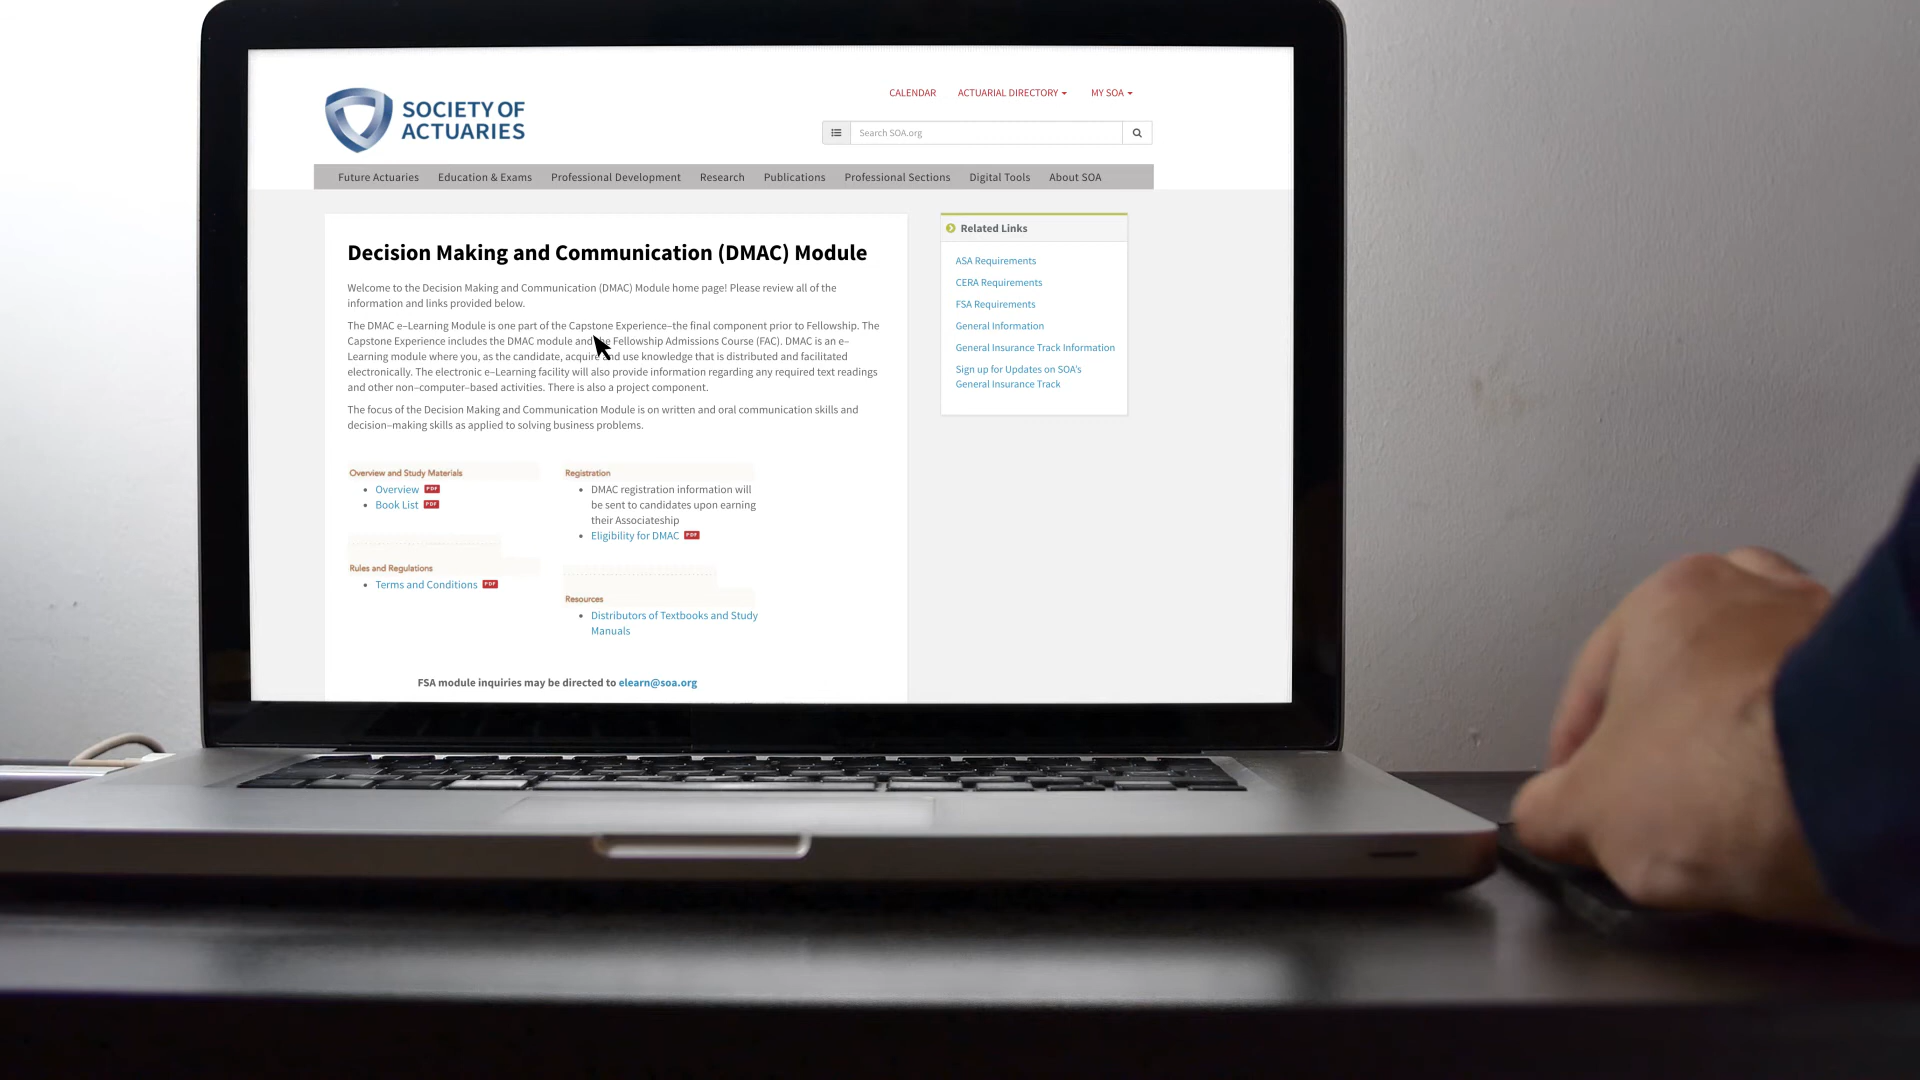 SOCIETY OF
ACTUARIES
CALENDAR ACTUARIAL DIRECTORY MY SOA
Search SOA.org
Future Actuaries Education & Exams Professional Development Research Publications Professional Sections Digital Tools About SOA
Decision Making and Communication (DMAC) Module
Welcome to the Decision Making and Communication (DMAC) Module home page! Please review all of the
information and links provided below.
The DMAC e–Learning Module is one part of the Capstone Experience–the final component prior to Fellowship. The
Capstone Experience includes the DMAC module and the Fellowship Admissions Course (FAC). DMAC is an e–
Learning module where you, as the candidate, acquire and use knowledge that is distributed and facilitated
electronically. The electronic e–Learning facility will also provide information regarding any required text readings
and other non–computer–based activities. There is also a project component.
The focus of the Decision Making and Communication Module is on written and oral communication skills and
decision–making skills as applied to solving business problems.
Overview and Study Materials
• Overview PDF
• Book List PDF
Rules and Regulations
• Terms and Conditions PDF
Registration
• DMAC registration information will
be sent to candidates upon earning
their Associateship
• Eligibility for DMAC PDF
Resources
• Distributors of Textbooks and Study
Manuals
FSA module inquiries may be directed to elearn@soa.org
Related Links
ASA Requirements
CERA Requirements
FSA Requirements
General Information
General Insurance Track Information
Sign up for Updates on SOA's
General Insurance Track